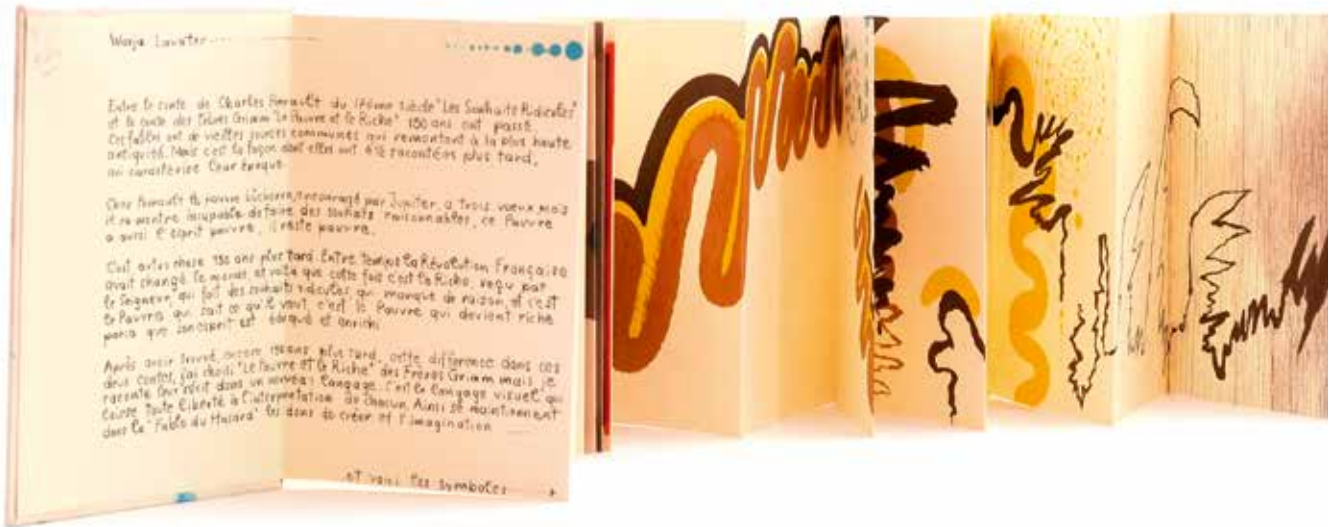 Warja Lavater
Entre le conte de Charles Perrault du 17ème siècle "Les Souhaits Ridicules"
et le conte des Frères Grimm "Le Pauvre et le Riche" 150 ans ont passé.
Ces fables ont de vieilles sources communes qui remontent à la plus haute
antiquité. Mais c'est la façon dont elles ont été racontées plus tard,
qui caractérise leur époque.
Chez Perrault le pauvre bûcheron, encouragé par Jupiter, a trois vœux mais
il se montre incapable de faire des souhaits raisonnables, ce Pauvre
a aussi l'esprit pauvre, il reste pauvre.
C'est autre chose 150 ans plus tard. Entre temps la Révolution Française
avait changé le monde et voilà que cette fois c'est le Riche, reçu par
le Seigneur, qui fait des souhaits ridicules qui manque de raison, et c'est
le Pauvre qui sait ce qu'il veut, c'est le Pauvre qui devient riche
parce que son esprit est éduqué et enrichi
Après avoir trouvé, encore 150 ans plus tard, cette différence dans ces
deux contes, j'ai choisi "Le Pauvre et le Riche" des Frères Grimm mais je
raconte leur récit dans un nouveau langage. C'est le langage visuel qui
laisse toute liberté à l'interprétation de chacun. Ainsi se maintiennent
dans la "Fable du Hasard" les dons de créer et l'imagination
et voici les symboles